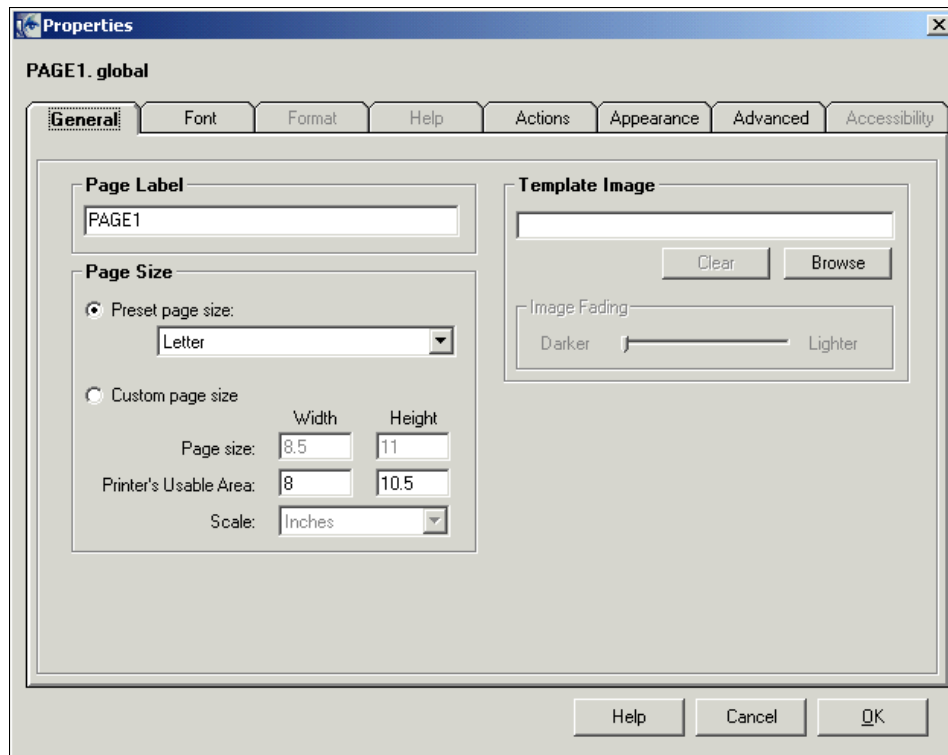 Properties
PAGE1. global
General Font Format Help Actions Appearance Advanced Accessibility
Page Label
PAGE1
Page Size
Preset page size:
Letter
Custom page size
Width Height
Page size: 8.5 11
Printer's Usable Area: 8 10.5
Scale: Inches
Template Image
Clear Browse
Image Fading
Darker Lighter
Help Cancel OK